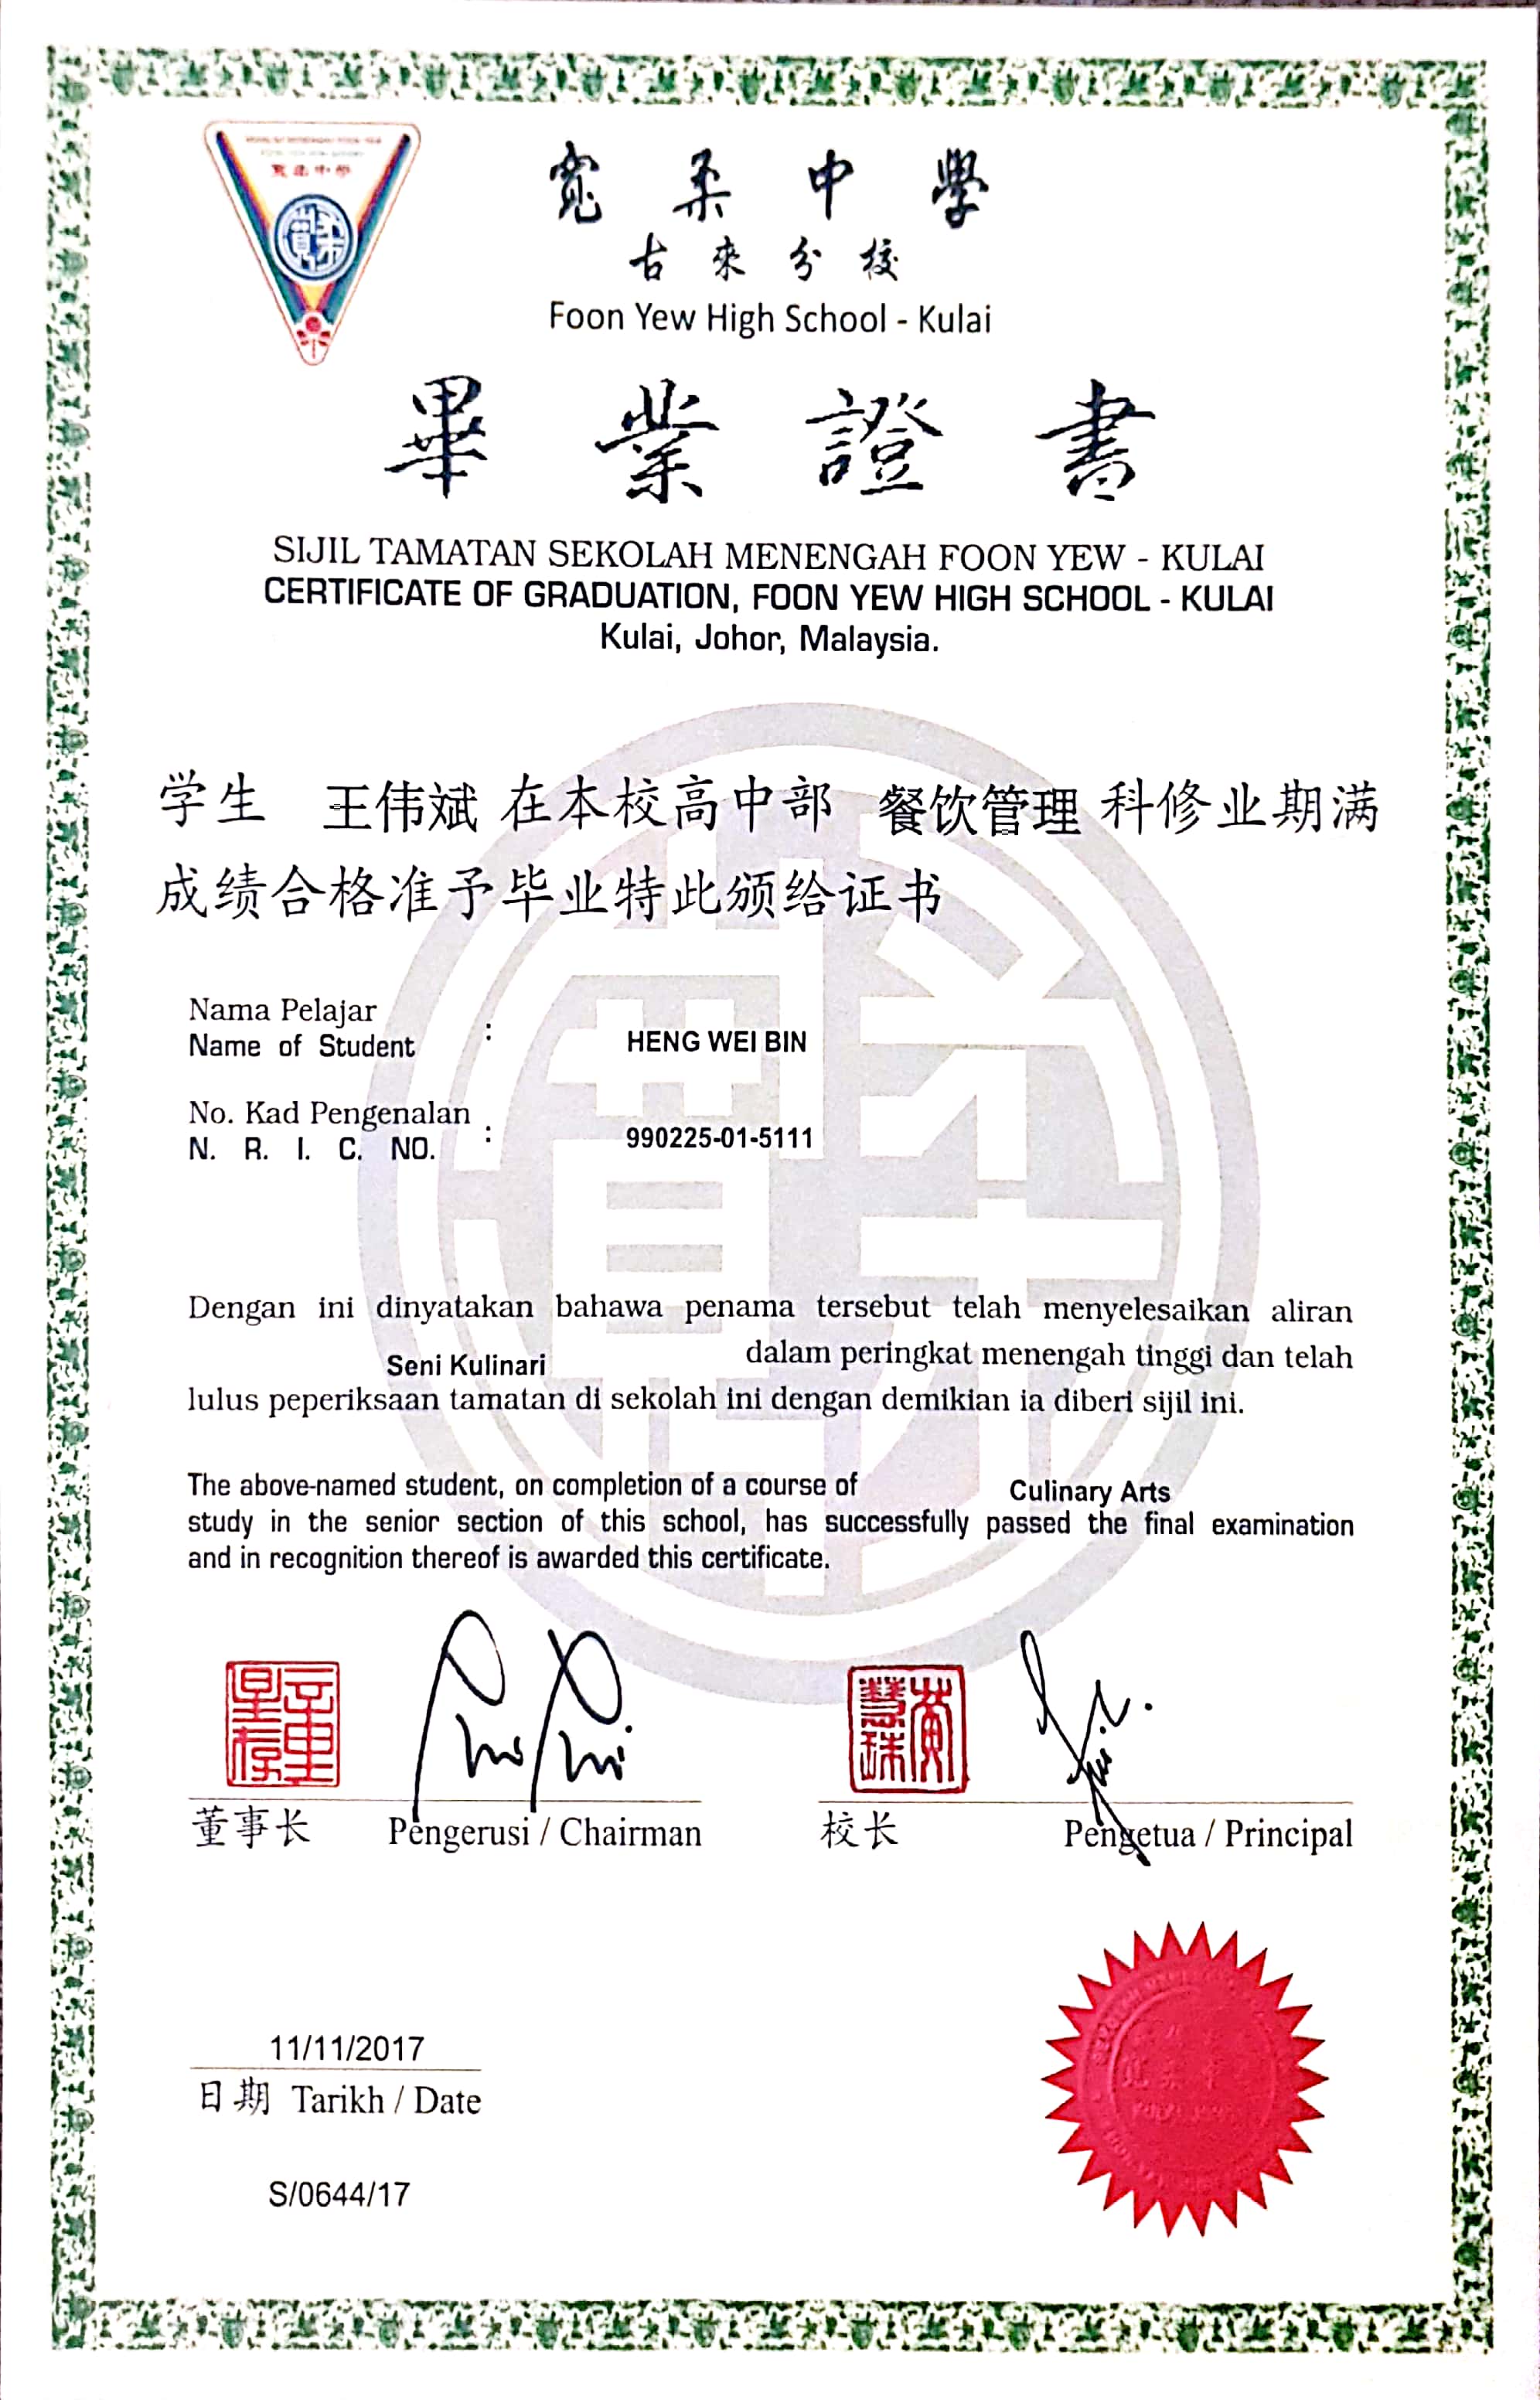 寬柔中學
寬柔中學
古來分校
Foon Yew High School - Kulai
畢業證書
SIJIL TAMATAN SEKOLAH MENENGAH FOON YEW - KULAI
CERTIFICATE OF GRADUATION, FOON YEW HIGH SCHOOL - KULAI
Kulai, Johor, Malaysia.
学生 王伟斌 在本校高中部 餐饮管理 科修业期满
成绩合格准予毕业特此颁给证书
Nama Pelajar
Name of Student : HENG WEI BIN
No. Kad Pengenalan
N. R. I. C. NO. : 990225-01-5111
Dengan ini dinyatakan bahawa penama tersebut telah menyelesaikan aliran
Seni Kulinari dalam peringkat menengah tinggi dan telah
lulus peperiksaan tamatan di sekolah ini dengan demikian ia diberi sijil ini.
The above-named student, on completion of a course of Culinary Arts
study in the senior section of this school, has successfully passed the final examination
and in recognition thereof is awarded this certificate.
黃慧珠
董事长 Pengerusi / Chairman
校长 Pengetua / Principal
11/11/2017
日期 Tarikh / Date
S/0644/17